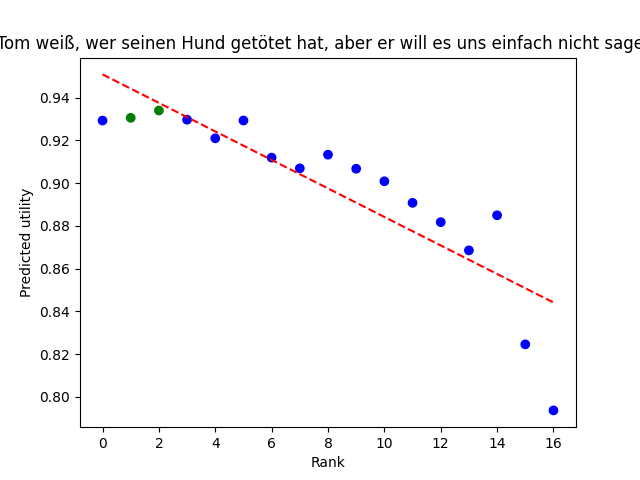 Tom weiß, wer seinen Hund getötet hat, aber er will es uns einfach nicht sage
Predicted utility
0.94
0.92
0.90
0.88
0.86
0.84
0.82
0.80
0 2 4 6 8 10 12 14 16
Rank